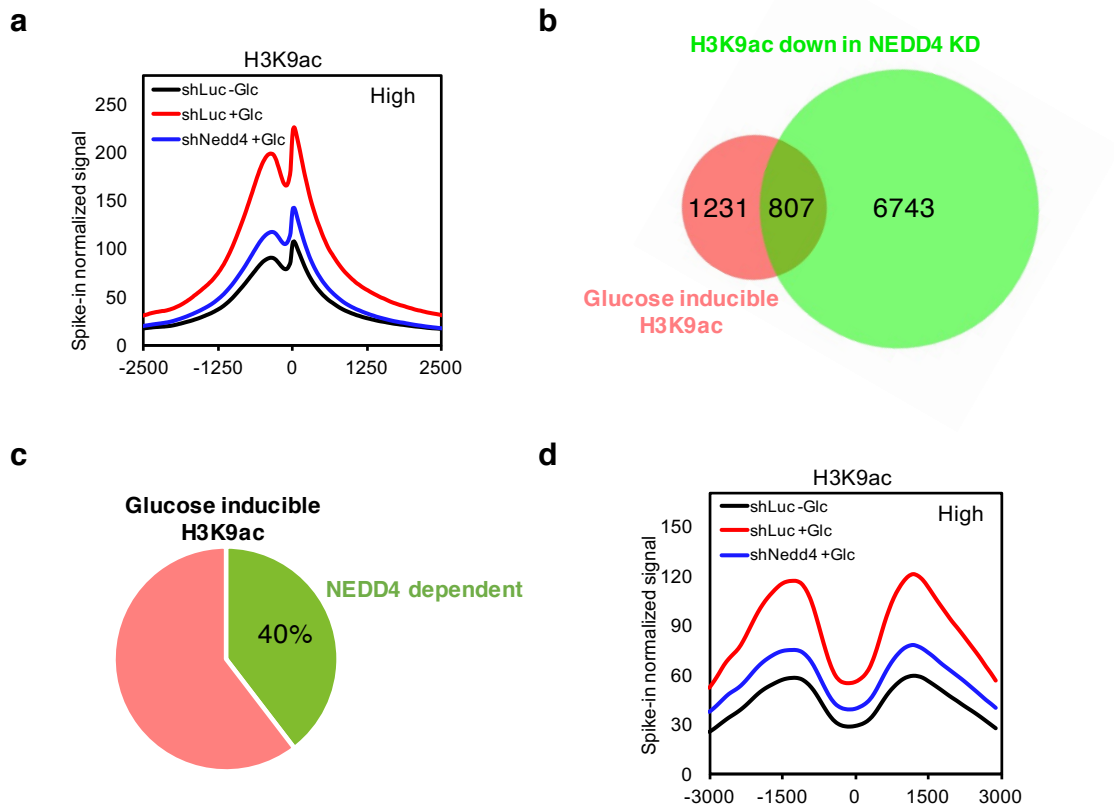 a
H3K9ac
High
shLuc -Glc
shLuc +Glc
shNedd4 +Glc
Spike-in normalized signal
250
200
150
100
50
0
-2500 -1250 0 1250 2500
b
H3K9ac down in NEDD4 KD
1231 807 6743
Glucose inducible
H3K9ac
c
Glucose inducible
H3K9ac
NEDD4 dependent
40%
d
H3K9ac
High
shLuc -Glc
shLuc +Glc
shNedd4 +Glc
Spike-in normalized signal
150
120
90
60
30
0
-3000 -1500 0 1500 3000